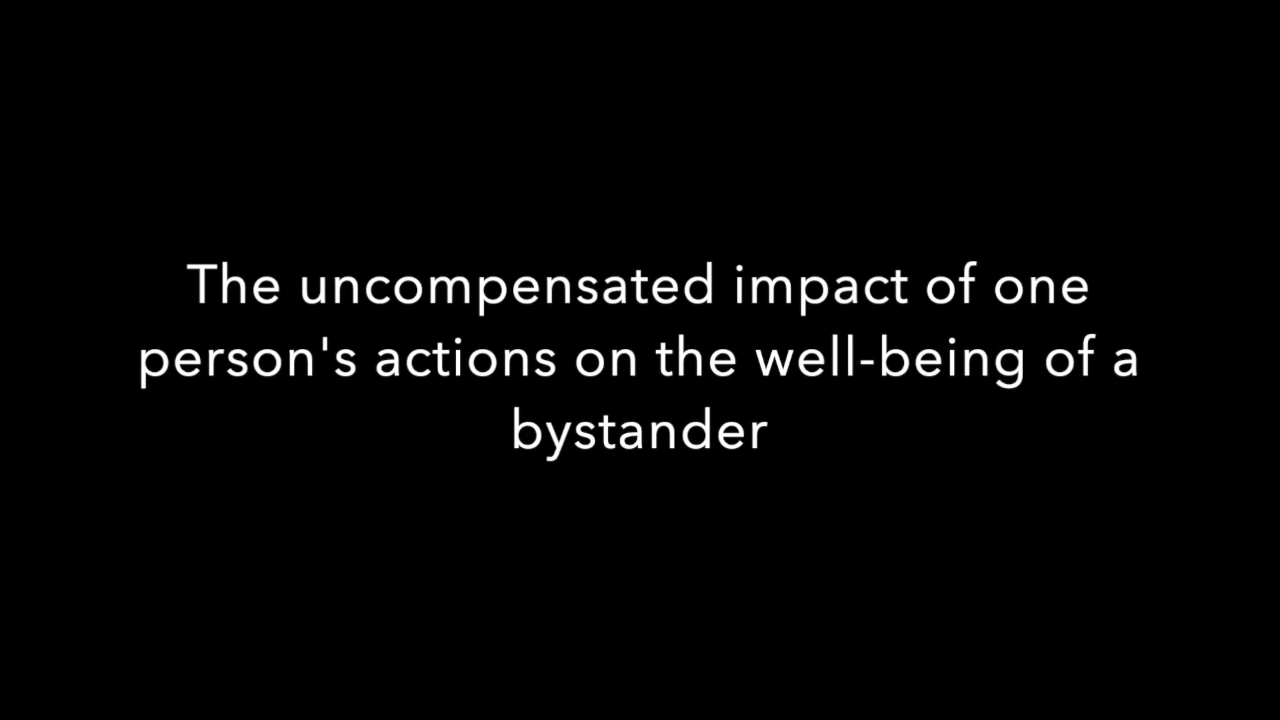 The uncompensated impact of one
person's actions on the well-being of a
bystander